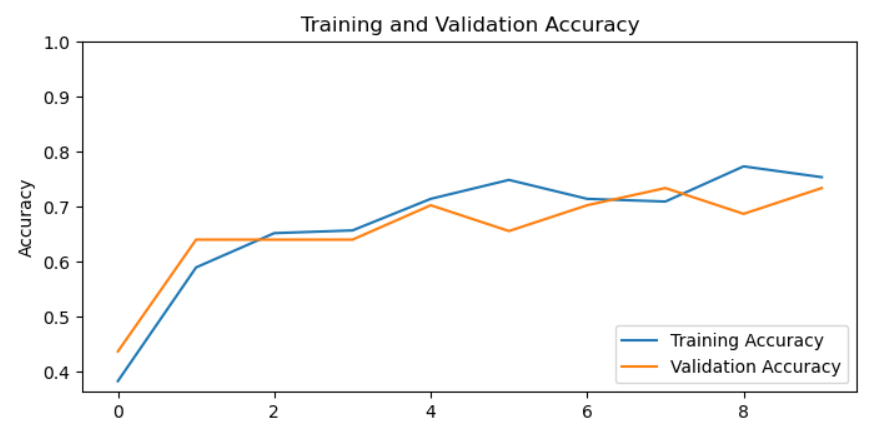 Training and Validation Accuracy
1.0
0.9
0.8
0.7
0.6
0.5
0.4
Accuracy
Training Accuracy
Validation Accuracy
0 2 4 6 8